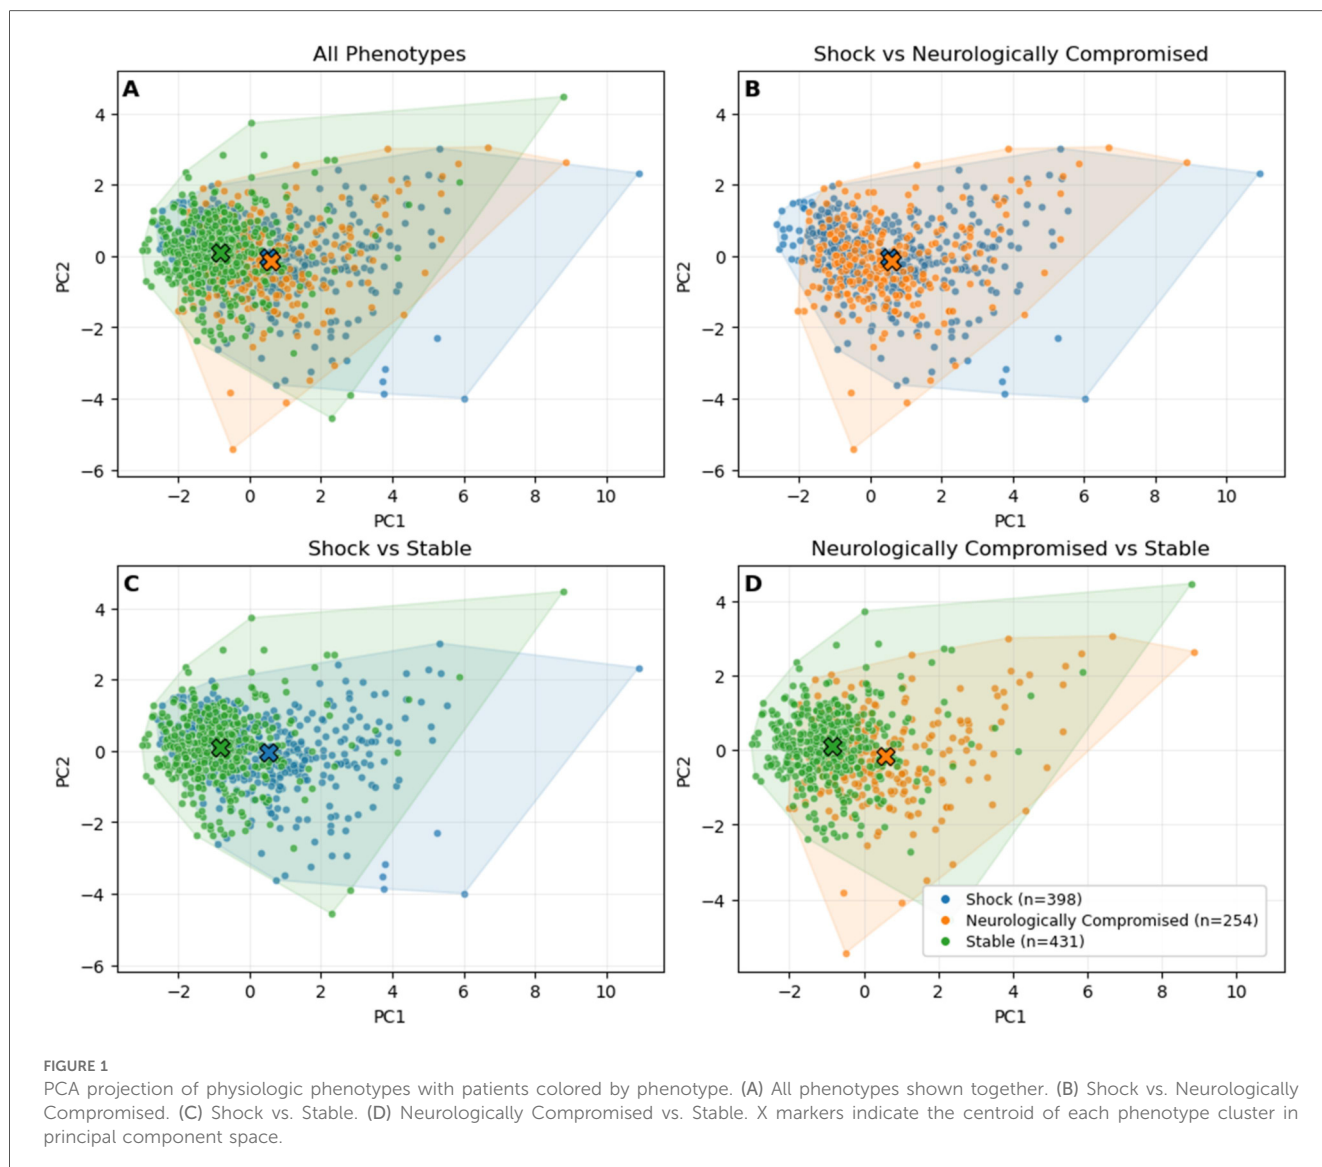 All Phenotypes
A
PC2
4
2
0
−2
−4
−6
−2 0 2 4 6 8 10
PC1
Shock vs Neurologically Compromised
B
PC2
4
2
0
−2
−4
−6
−2 0 2 4 6 8 10
PC1
Shock vs Stable
C
PC2
4
2
0
−2
−4
−6
−2 0 2 4 6 8 10
PC1
Neurologically Compromised vs Stable
D
PC2
4
2
0
−2
−4
−2 0 2 4 6 8 10
PC1
Shock (n=398)
Neurologically Compromised (n=254)
Stable (n=431)
FIGURE 1
PCA projection of physiologic phenotypes with patients colored by phenotype. (A) All phenotypes shown together. (B) Shock vs. Neurologically
Compromised. (C) Shock vs. Stable. (D) Neurologically Compromised vs. Stable. X markers indicate the centroid of each phenotype cluster in
principal component space.